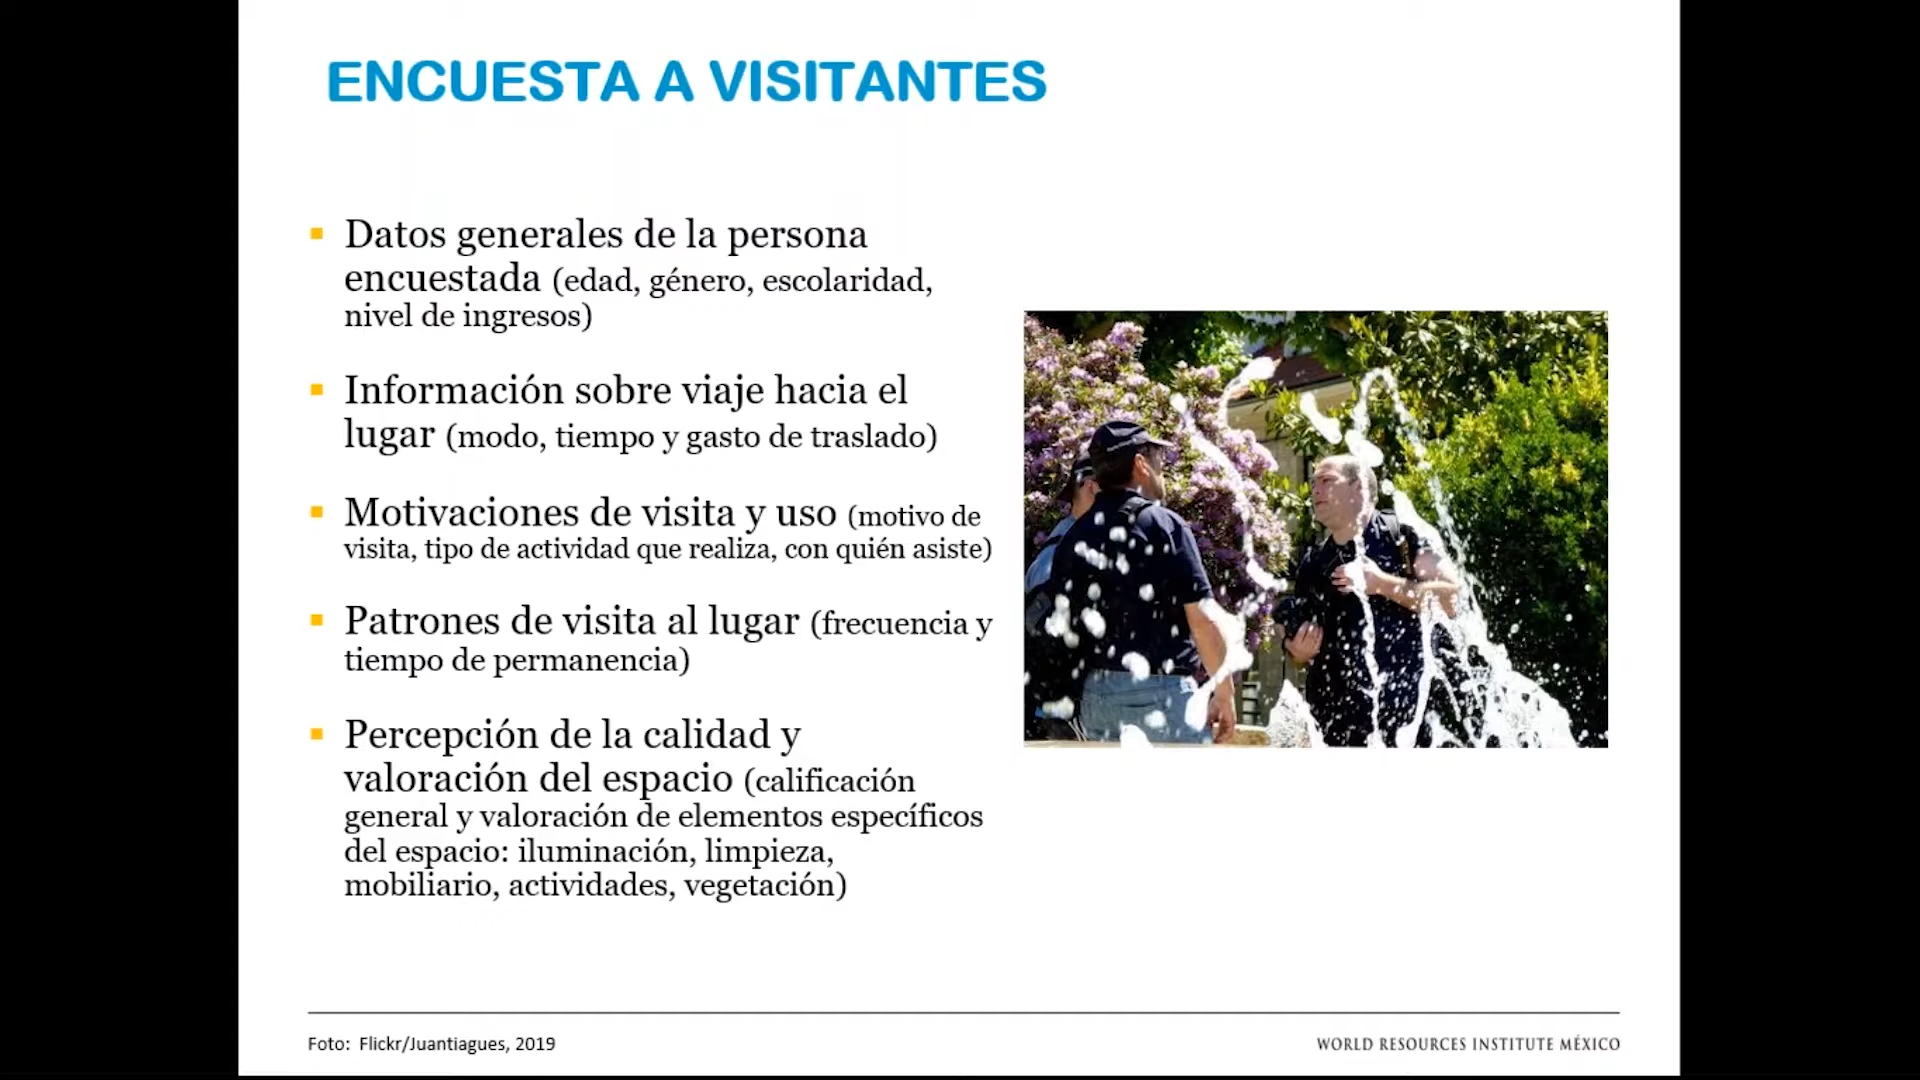 ENCUESTA A VISITANTES
Datos generales de la persona
encuestada (edad, género, escolaridad,
nivel de ingresos)
Información sobre viaje hacia el
lugar (modo, tiempo y gasto de traslado)
Motivaciones de visita y uso (motivo de
visita, tipo de actividad que realiza, con quién asiste)
Patrones de visita al lugar (frecuencia y
tiempo de permanencia)
Percepción de la calidad y
valoración del espacio (calificación
general y valoración de elementos específicos
del espacio: iluminación, limpieza,
mobiliario, actividades, vegetación)
Foto: Flickr/Juantiagues, 2019
WORLD RESOURCES INSTITUTE MÉXICO